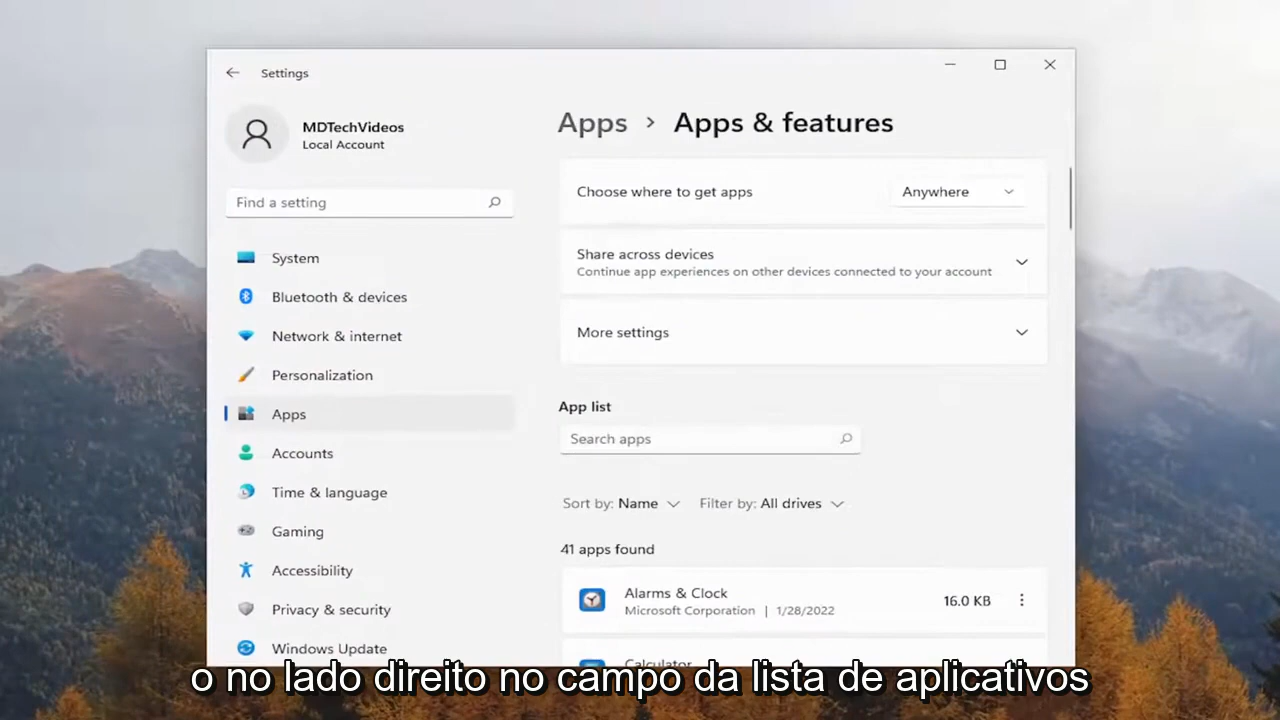 Settings
MDTechVideos
Local Account
Find a setting
System
Bluetooth & devices
Network & internet
Personalization
Apps
Accounts
Time & language
Gaming
Accessibility
Privacy & security
Windows Update
Apps > Apps & features
Choose where to get apps
Anywhere
Share across devices
Continue app experiences on other devices connected to your account
More settings
App list
Search apps
Sort by: Name
Filter by: All drives
41 apps found
Alarms & Clock
Microsoft Corporation | 1/28/2022
16.0 KB
Calculator
o no lado direito no campo da lista de aplicativos